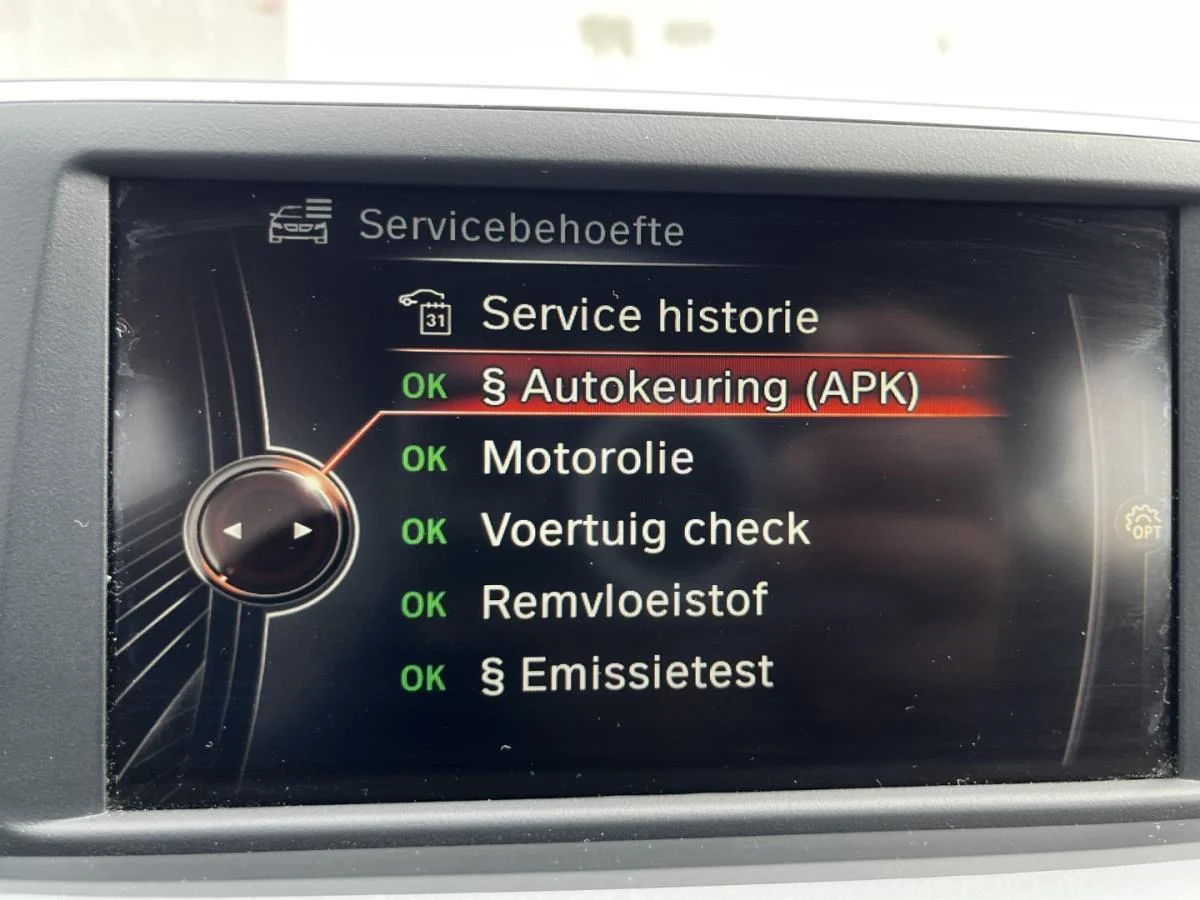 Servicebehoefte
31 Service historie
OK § Autokeuring (APK)
OK Motorolie
OK Voertuig check
OPT
OK Remvloeistof
OK § Emissietest